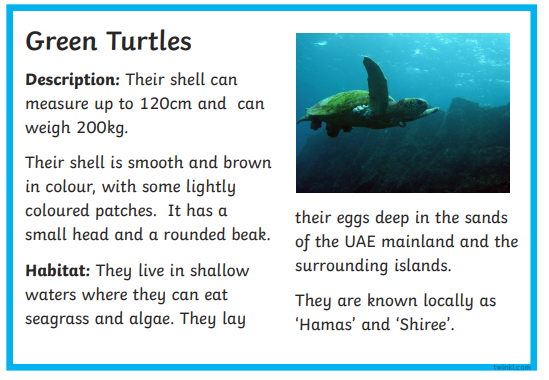 Green Turtles
Description: Their shell can
measure up to 120cm and can
weigh 200kg.
Their shell is smooth and brown
in colour, with some lightly
coloured patches. It has a
small head and a rounded beak.
Habitat: They live in shallow
waters where they can eat
seagrass and algae. They lay
their eggs deep in the sands
of the UAE mainland and the
surrounding islands.
They are known locally as
‘Hamas’ and ‘Shiree’.
twinkl.com